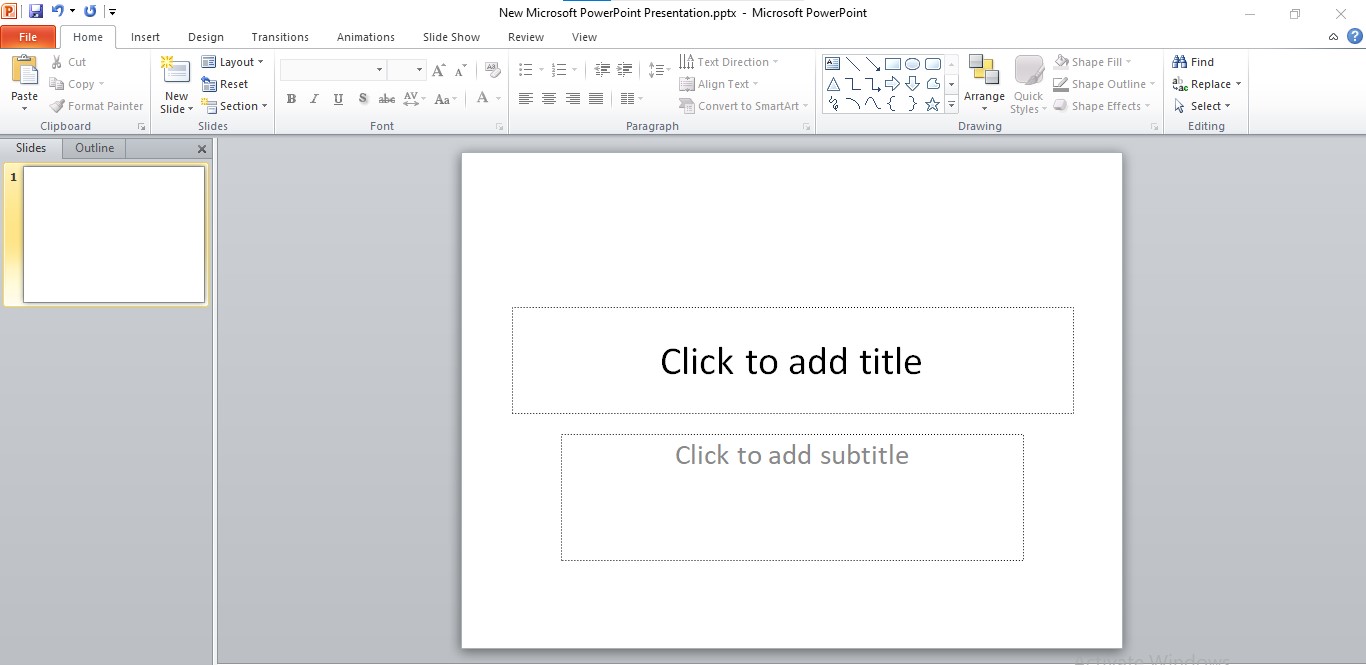 New Microsoft PowerPoint Presentation.pptx - Microsoft PowerPoint
File Home Insert Design Transitions Animations Slide Show Review View
Paste
Cut
Copy
Format Painter
Clipboard
New
Slide
Layout
Reset
Section
Slides
B I U S abc AV Aa A
Font
Text Direction
Align Text
Convert to SmartArt
Paragraph
Arrange
Quick
Styles
Shape Fill
Shape Outline
Shape Effects
Drawing
Find
Replace
Select
Editing
Slides Outline
1
Click to add title
Click to add subtitle
Activate Windows